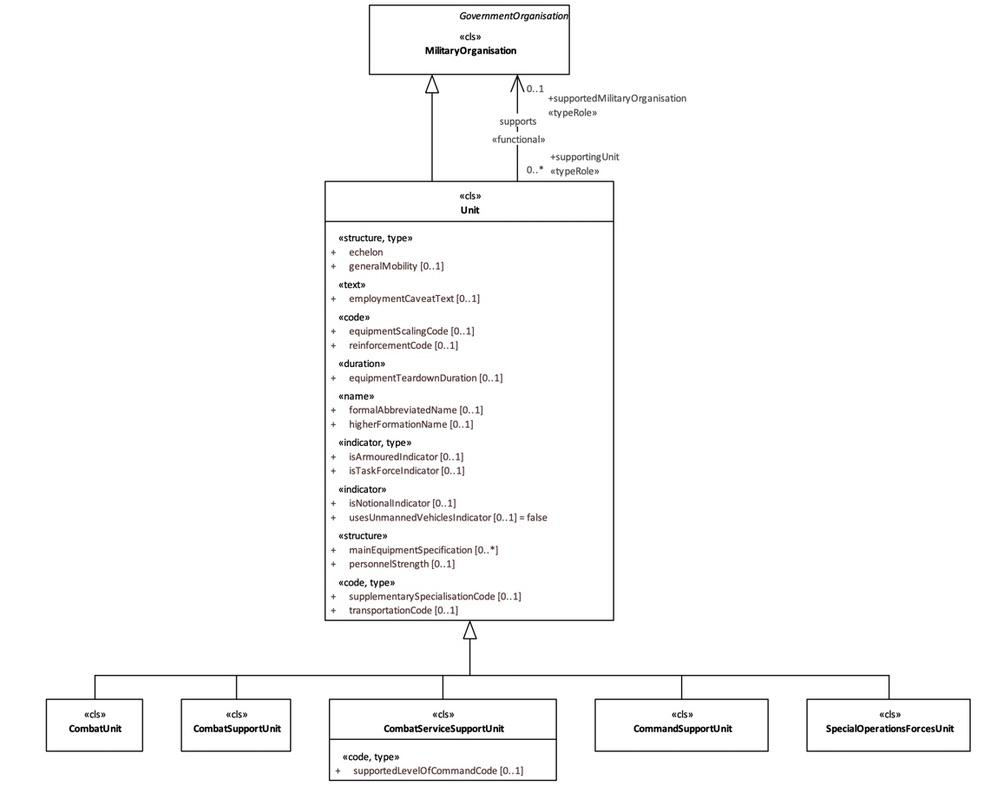 GovernmentOrganisation
«cls»
MilitaryOrganisation
0..1
+supportedMilitaryOrganisation
«typeRole»
supports
«functional»
+supportingUnit
0..* «typeRole»
«cls»
Unit
«structure, type»
+ echelon
+ generalMobility [0..1]
«text»
+ employmentCaveatText [0..1]
«code»
+ equipmentScalingCode [0..1]
+ reinforcementCode [0..1]
«duration»
+ equipmentTeardownDuration [0..1]
«name»
+ formalAbbreviatedName [0..1]
+ higherFormationName [0..1]
«indicator, type»
+ isArmouredIndicator [0..1]
+ isTaskForceIndicator [0..1]
«indicator»
+ isNotionalIndicator [0..1]
+ usesUnmannedVehiclesIndicator [0..1] = false
«structure»
+ mainEquipmentSpecification [0..*]
+ personnelStrength [0..1]
«code, type»
+ supplementarySpecialisationCode [0..1]
+ transportationCode [0..1]
«cls»
CombatUnit
«cls»
CombatSupportUnit
«cls»
CombatServiceSupportUnit
«code, type»
+ supportedLevelOfCommandCode [0..1]
«cls»
CommandSupportUnit
«cls»
SpecialOperationsForcesUnit